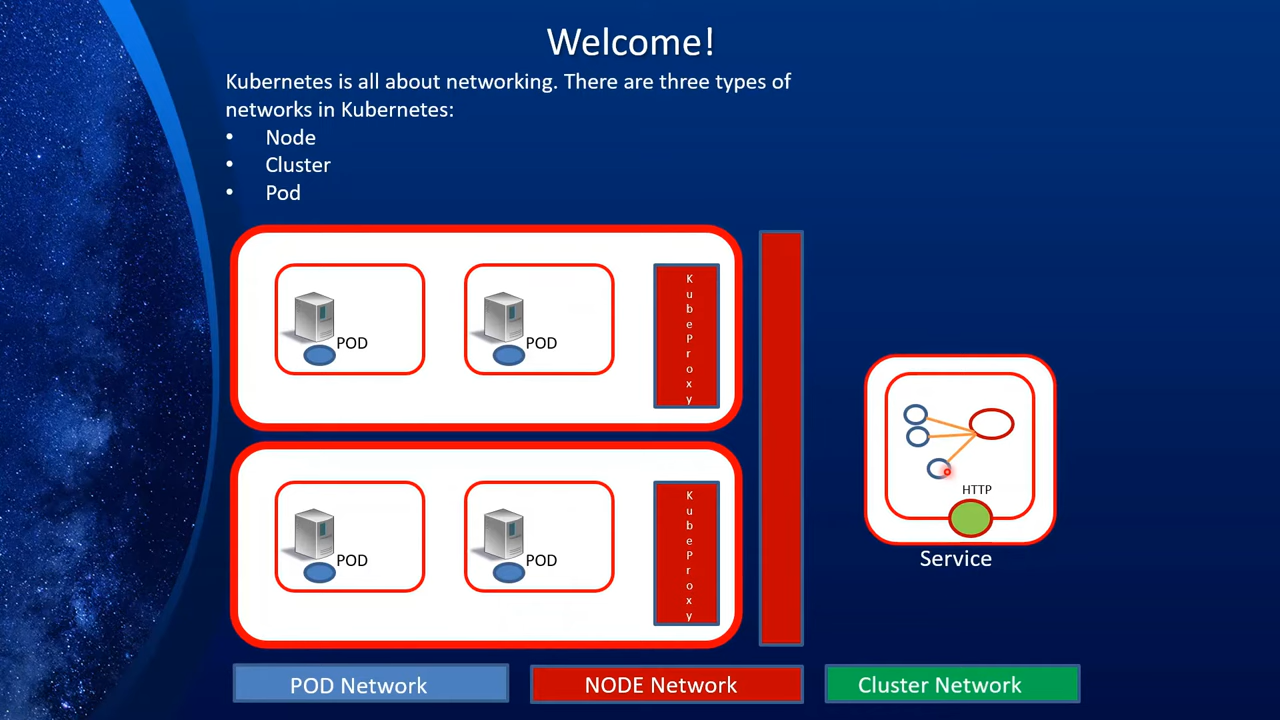 Welcome!
Kubernetes is all about networking. There are three types of
networks in Kubernetes:
• Node
• Cluster
• Pod
POD
POD
KubeProxy
POD
POD
KubeProxy
HTTP
Service
POD Network
NODE Network
Cluster Network